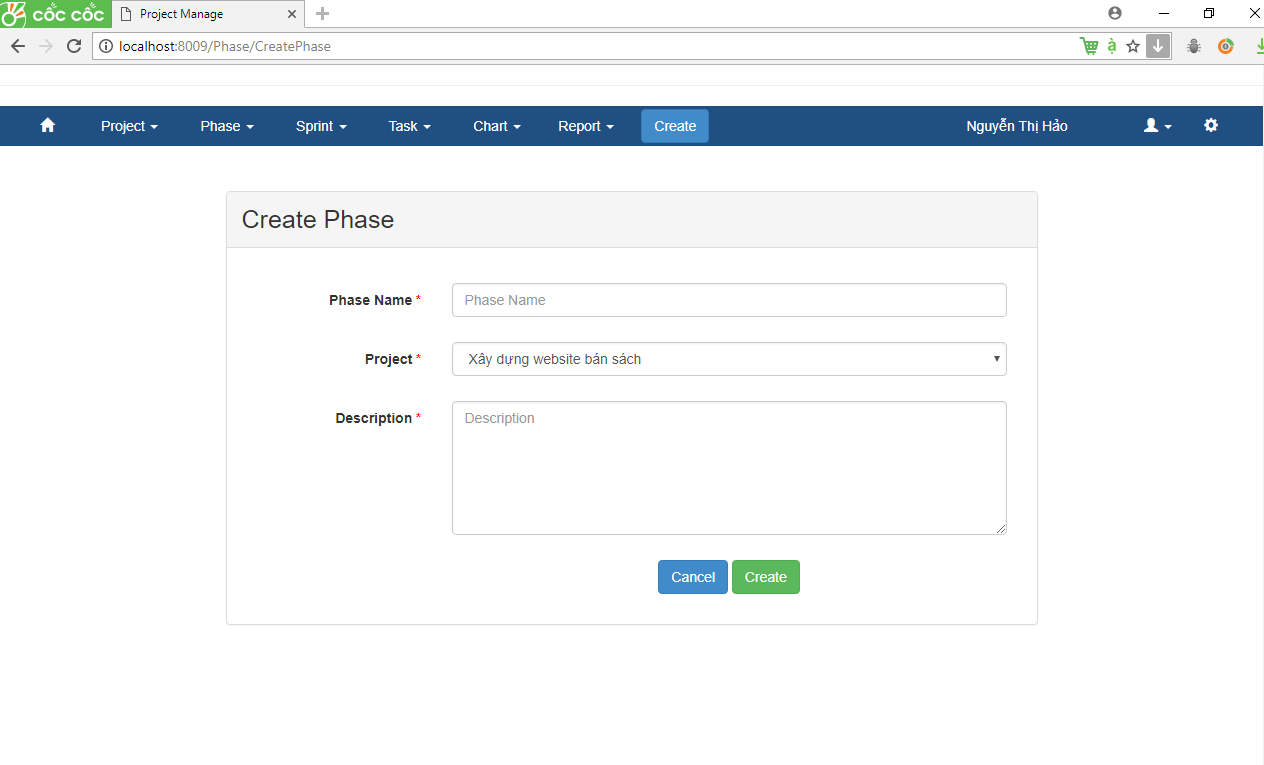 cốc cốc Project Manage
localhost:8009/Phase/CreatePhase
Project Phase Sprint Task Chart Report Create Nguyễn Thị Hảo
Create Phase
Phase Name * Phase Name
Project * Xây dựng website bán sách
Description * Description
Cancel Create